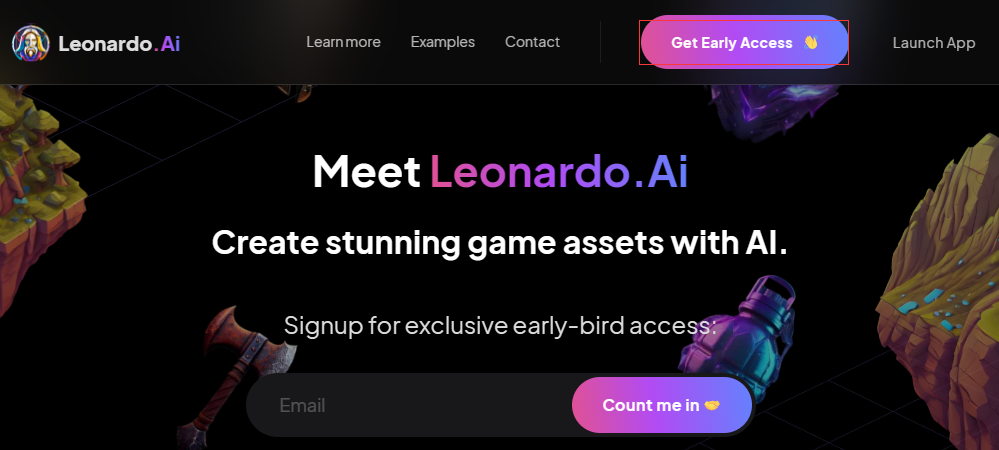 Leonardo.Ai
Learn more
Examples
Contact
Get Early Access 👋
Launch App
Meet Leonardo.Ai
Create stunning game assets with AI.
Signup for exclusive early-bird access:
Email
Count me in 🤝